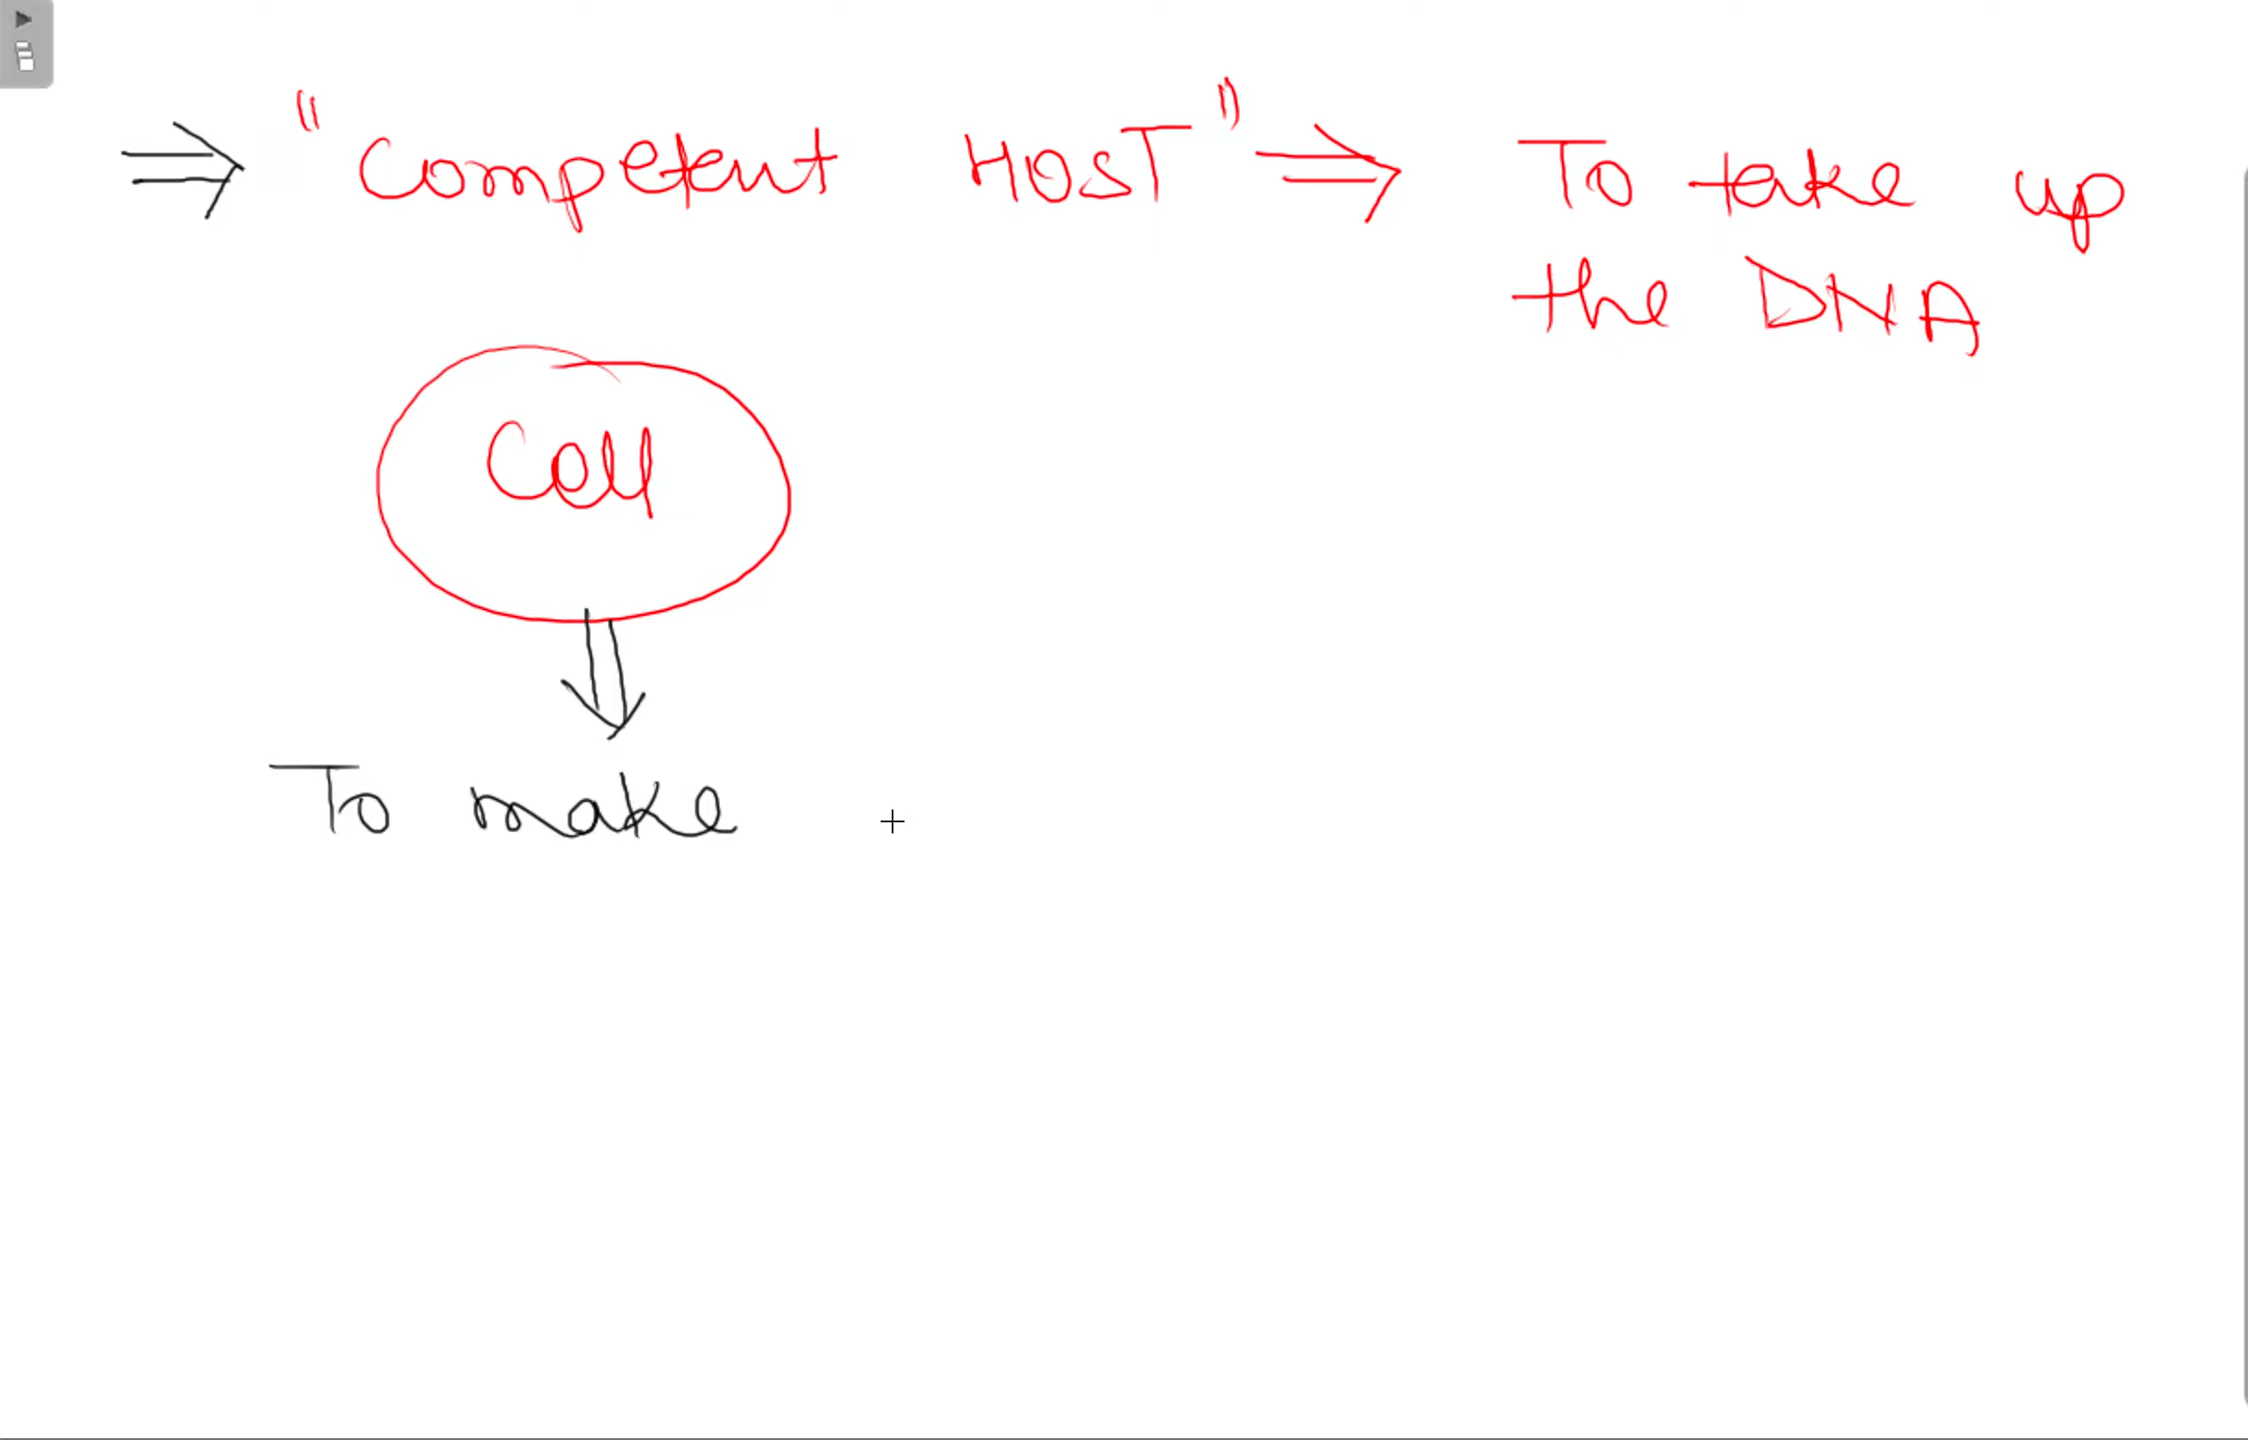 ⇒ "Competent HOST" ⇒ To take up
the DNA
Cell
To make